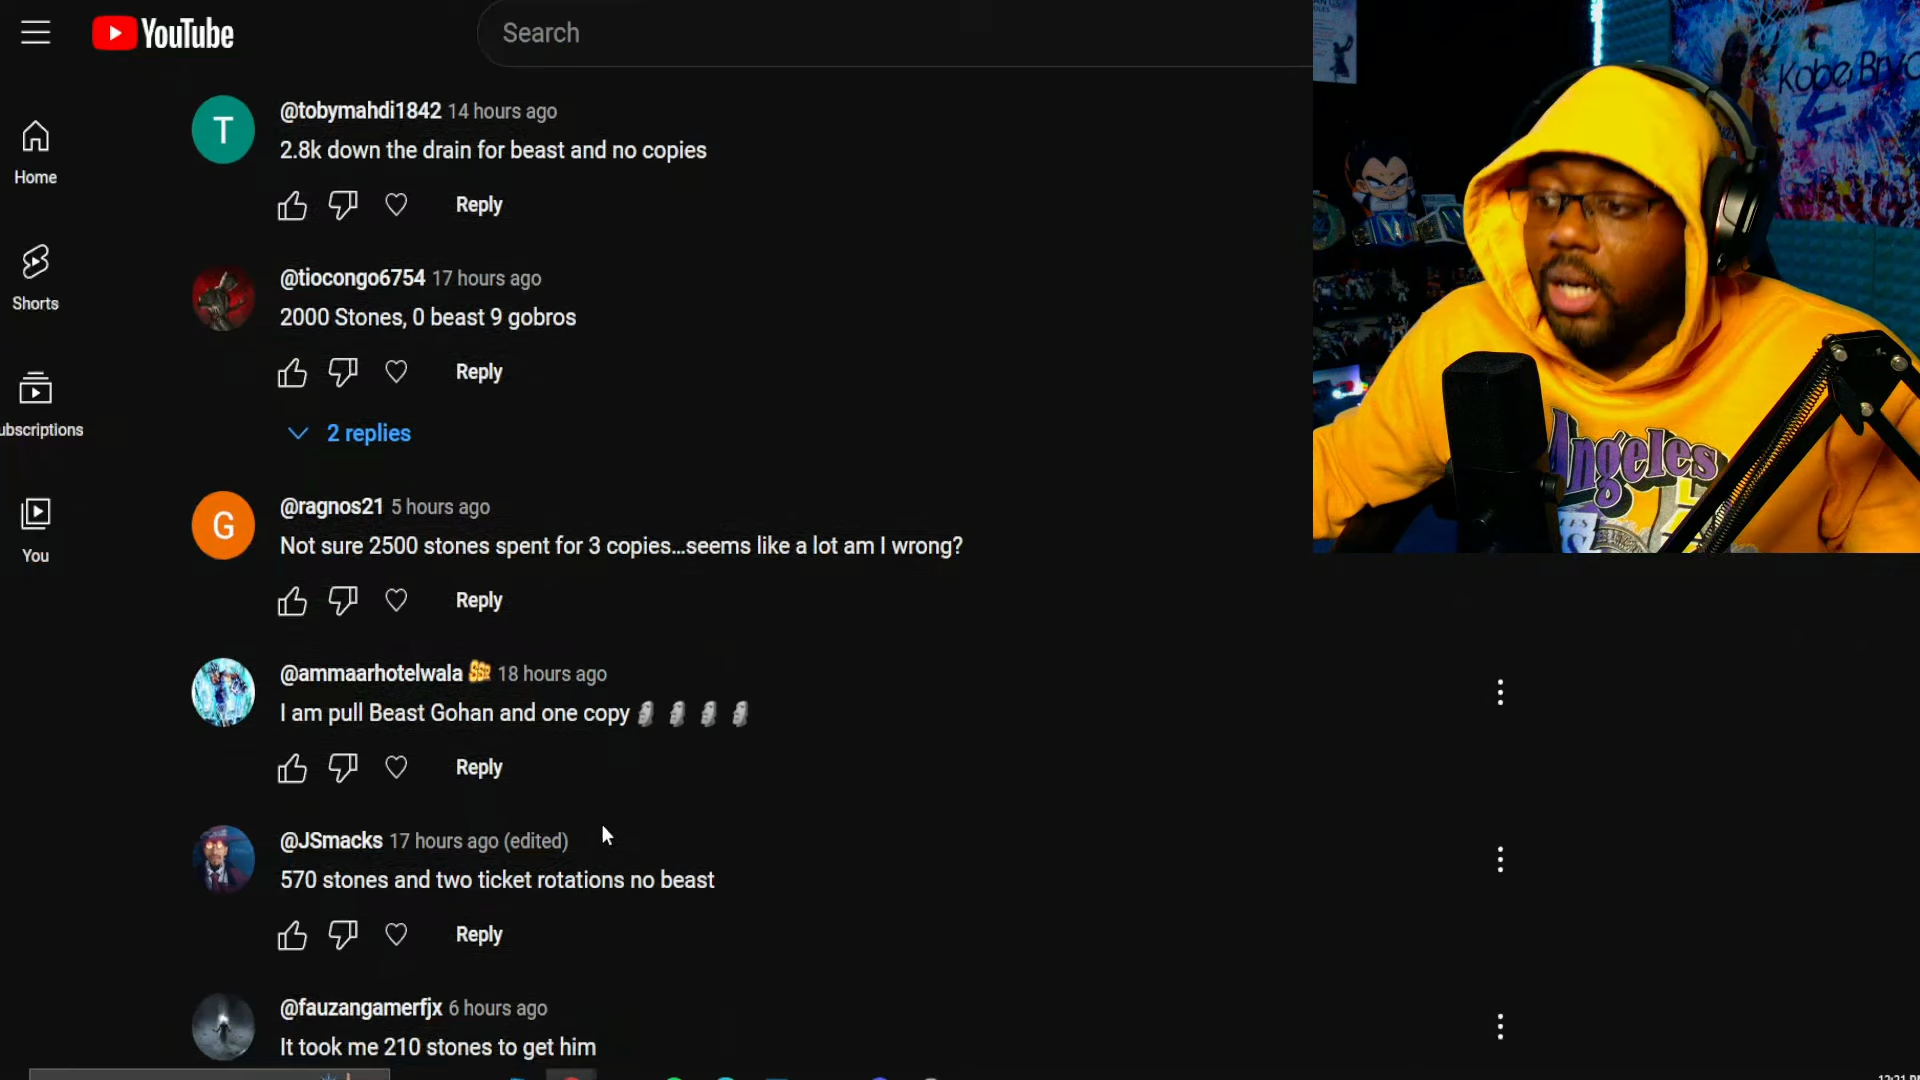 YouTube
Search
Home
Shorts
ubscriptions
You
T
@tobymahdi1842 14 hours ago
2.8k down the drain for beast and no copies
Reply
@tiocongo6754 17 hours ago
2000 Stones, 0 beast 9 gobros
Reply
2 replies
G
@ragnos21 5 hours ago
Not sure 2500 stones spent for 3 copies...seems like a lot am I wrong?
Reply
@ammaarhotelwala SSR 18 hours ago
I am pull Beast Gohan and one copy 🗿🗿🗿🗿
Reply
@JSmacks 17 hours ago (edited)
570 stones and two ticket rotations no beast
Reply
@fauzangamerfjx 6 hours ago
It took me 210 stones to get him
Kobe Brya
Angeles